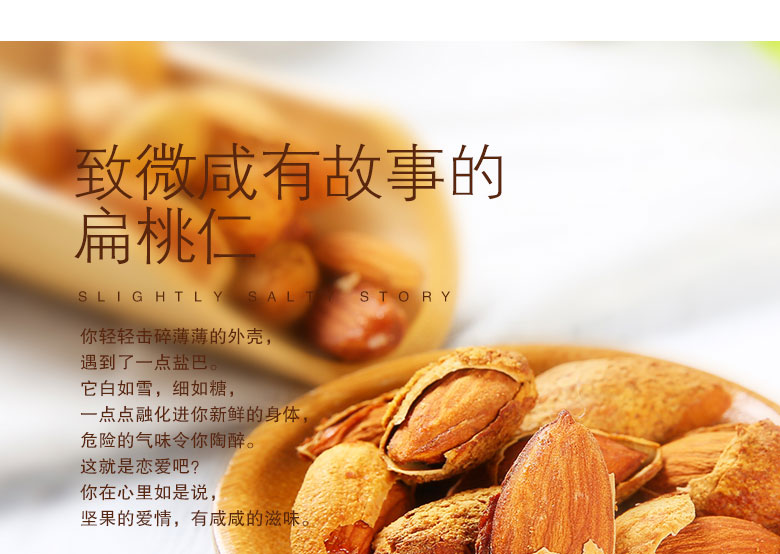 致微咸有故事的
扁桃仁
SLIGHTLY SALTY STORY
你轻轻击碎薄薄的外壳，
遇到了一点盐巴。
它白如雪，细如糖，
一点点融化进你新鲜的身体，
危险的气味令你陶醉。
这就是恋爱吧？
你在心里如是说，
坚果的爱情，有咸咸的滋味。